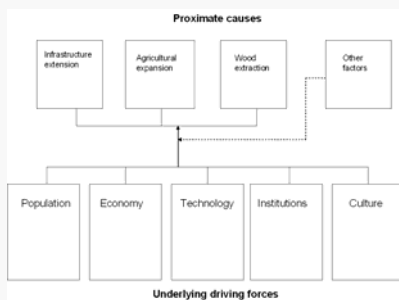 Proximate causes
Infrastructure
extension
Agricultural
expansion
Wood
extraction
Other
factors
Population
Economy
Technology
Institutions
Culture
Underlying driving forces